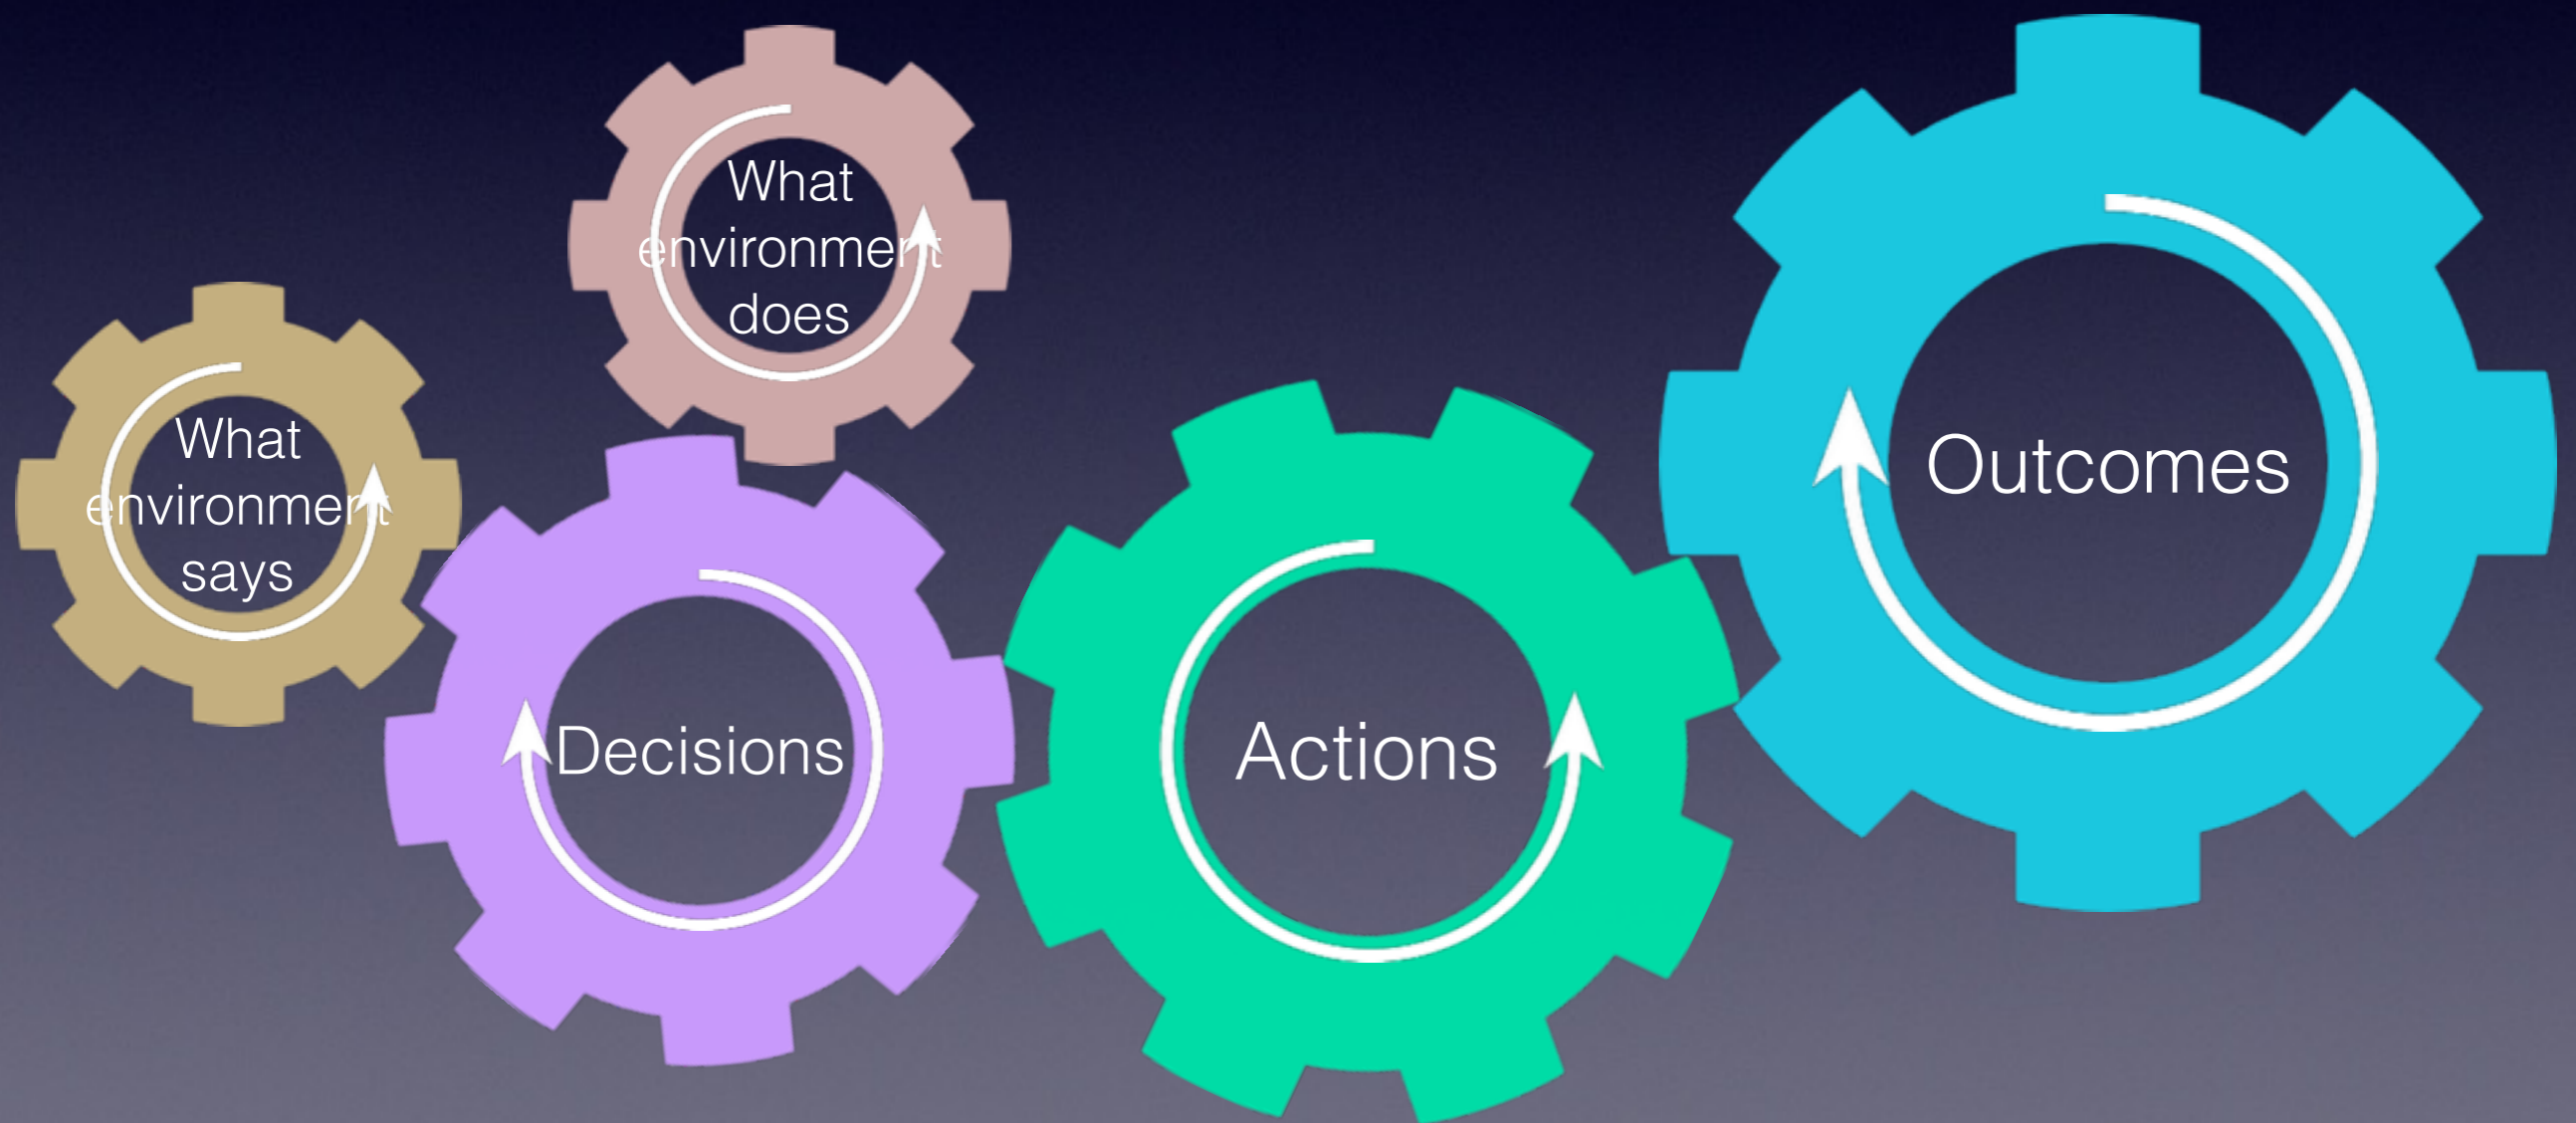 What
environment
does
What
environment
says
Decisions
Actions
Outcomes